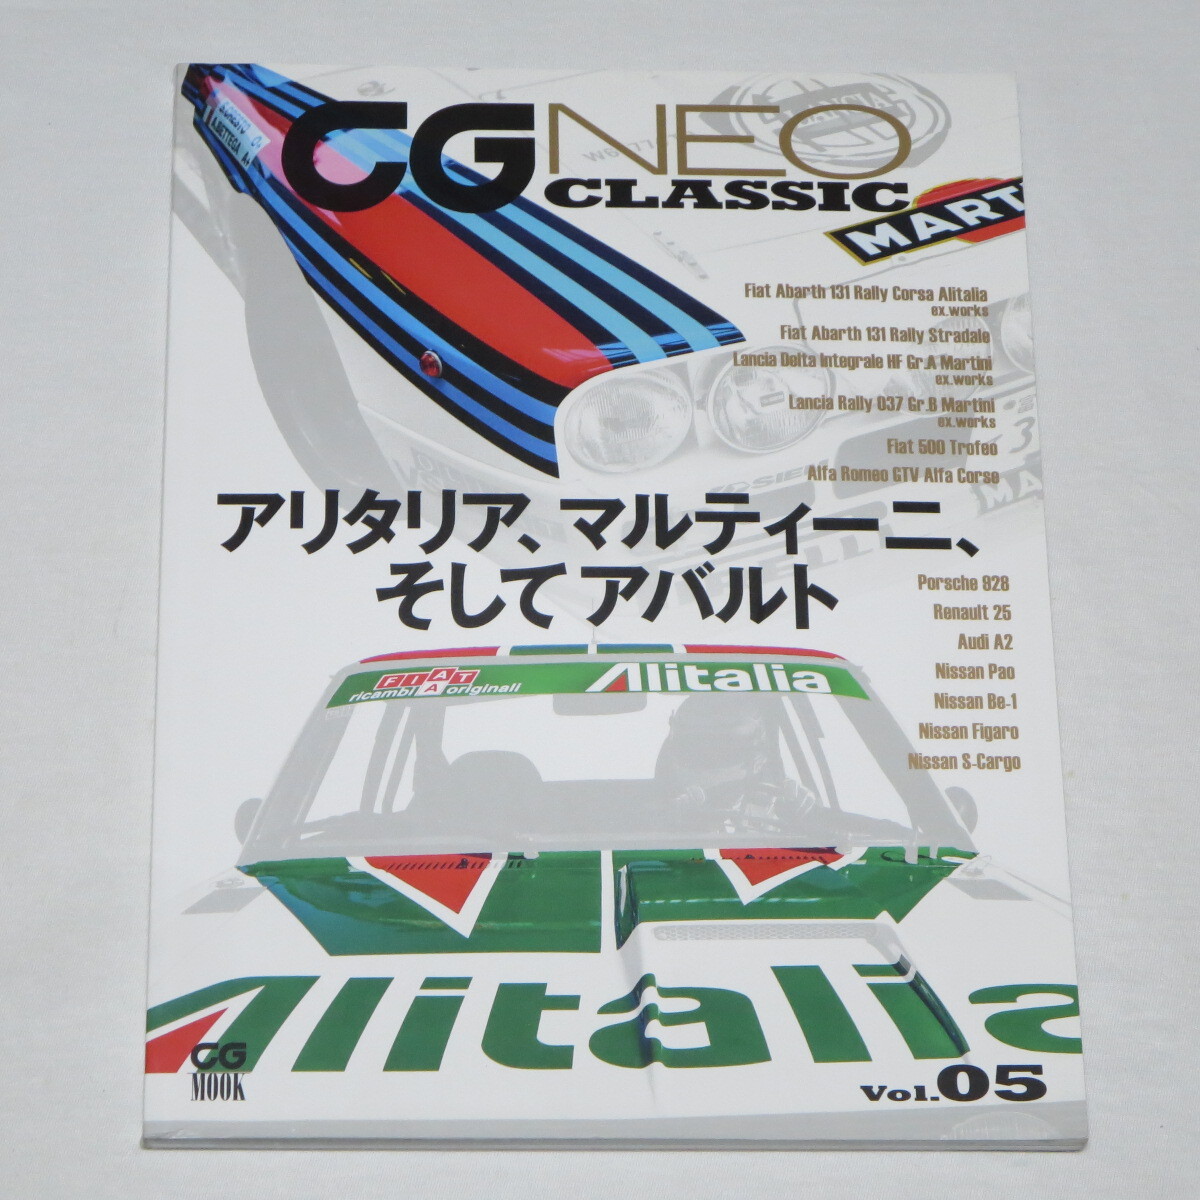 CG NEO
CLASSIC
A.BETTEGA
MARTI
Fiat Abarth 131 Rally Corsa Alitalia
ex.works
Fiat Abarth 131 Rally Stradale
Lancia Delta Integrale HF Gr.A Martini
ex.works
Lancia Rally 037 Gr.B Martini
ex.works
Fiat 500 Trofeo
Alfa Romeo GTV Alfa Corse
アリタリア、マルティーニ、
そしてアバルト
Porsche 928
Renault 25
Audi A2
Nissan Pao
Nissan Be-1
Nissan Figaro
Nissan S-Cargo
FIAT
ricambi originali
Alitalia
Alitalia
CG
MOOK
Vol.05